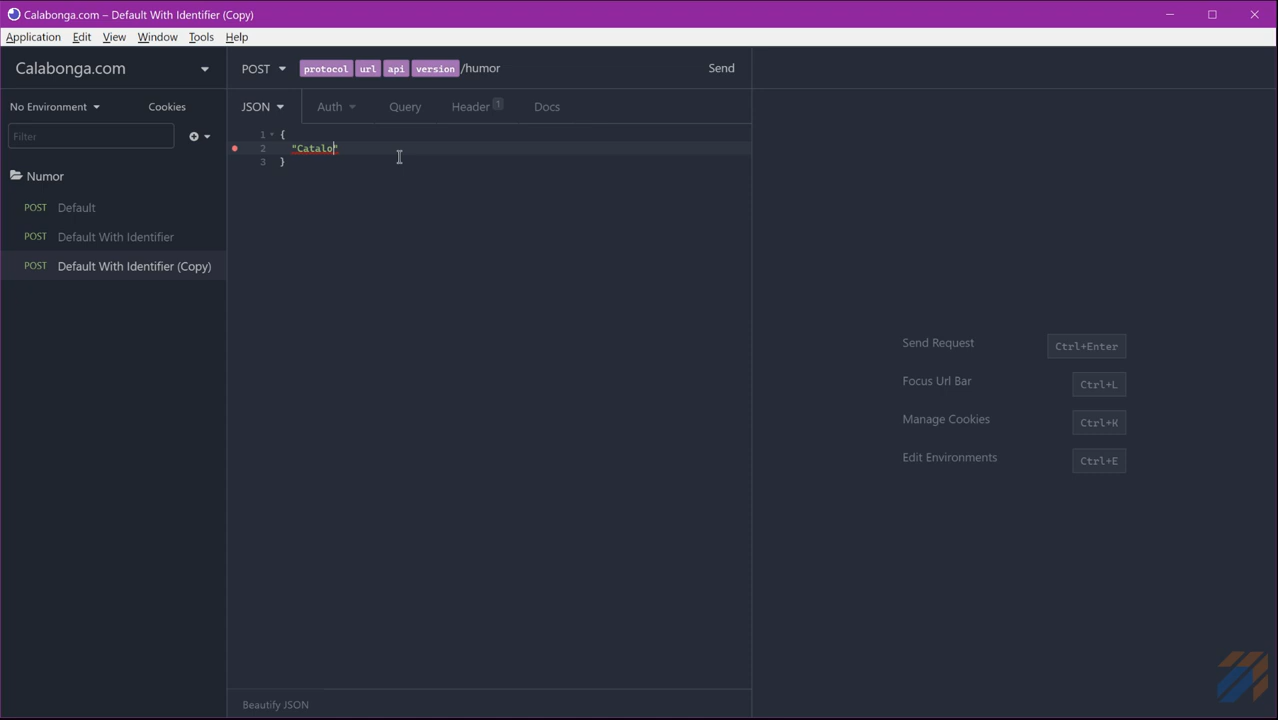 Calabonga.com – Default With Identifier (Copy)
Application Edit View Window Tools Help
Calabonga.com
POST protocol url api version /humor Send
No Environment Cookies
JSON Auth Query Header 1 Docs
Filter
1 {
2 "Catalo"
3 }
Numor
POST Default
POST Default With Identifier
POST Default With Identifier (Copy)
Send Request Ctrl+Enter
Focus Url Bar Ctrl+L
Manage Cookies Ctrl+K
Edit Environments Ctrl+E
Beautify JSON